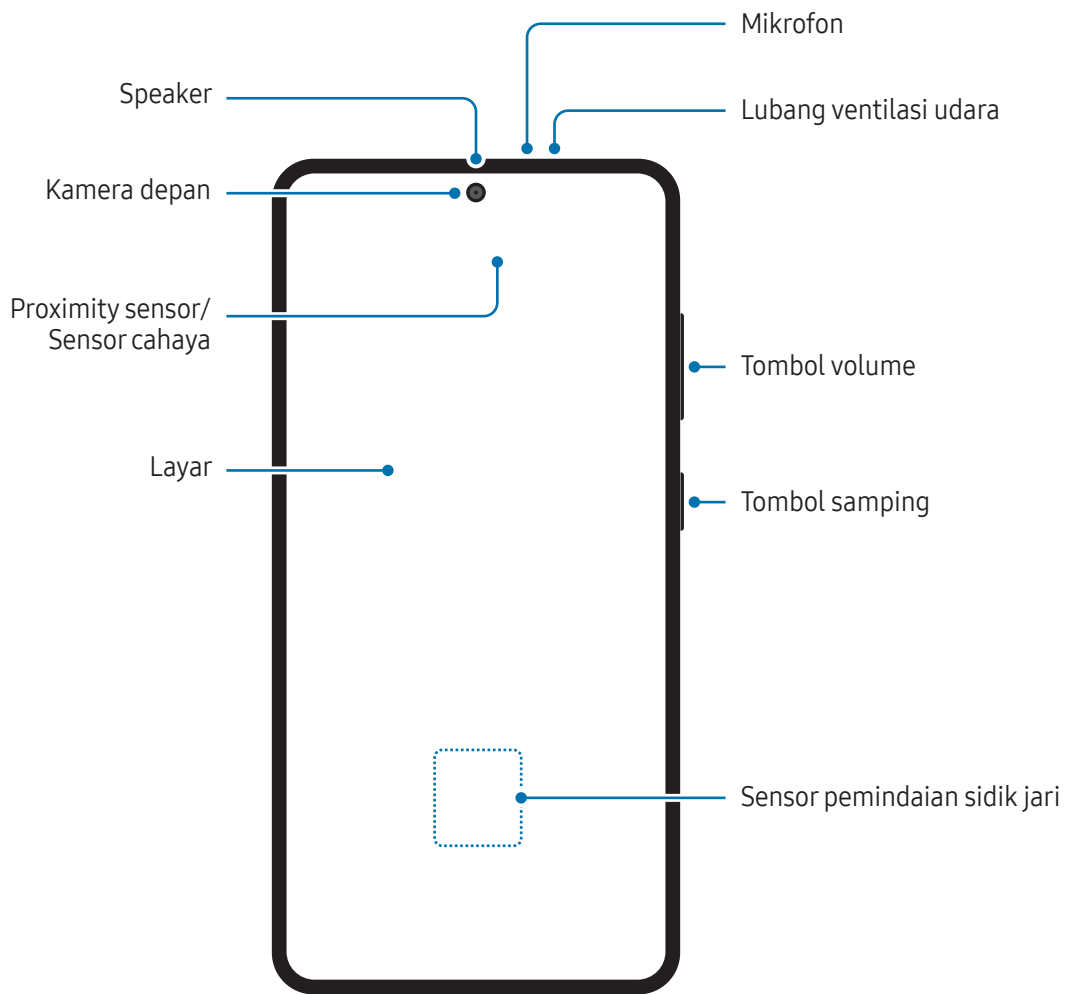 Mikrofon
Speaker
Lubang ventilasi udara
Kamera depan
Proximity sensor/
Sensor cahaya
Tombol volume
Layar
Tombol samping
Sensor pemindaian sidik jari